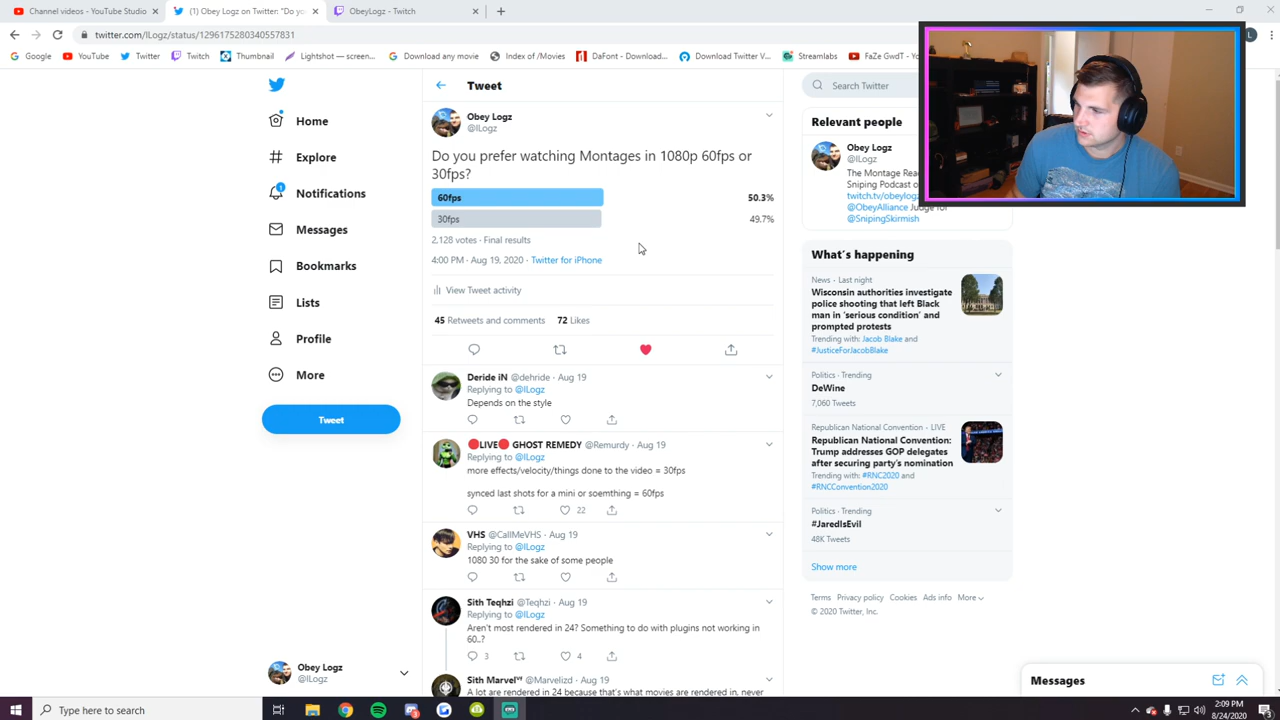 Channel videos - YouTube Studio
(1) Obey Logz on Twitter: "Do yo
ObeyLogz - Twitch
twitter.com/ILogz/status/1296175280340557831
L
Google
YouTube
Twitter
Twitch
Thumbnail
Lightshot — screen...
Download any movie
Index of /Movies
DaFont - Download...
Download Twitter V...
Streamlabs
FaZe GwdT - Yo
Home
Explore
1
Notifications
Messages
Bookmarks
Lists
Profile
More
Tweet
Obey Logz
@ILogz
Tweet
Obey Logz
@ILogz
Do you prefer watching Montages in 1080p 60fps or
30fps?
60fps 50.3%
30fps 49.7%
2,128 votes · Final results
4:00 PM · Aug 19, 2020 · Twitter for iPhone
View Tweet activity
45 Retweets and comments 72 Likes
Deride iN @dehride · Aug 19
Replying to @ILogz
Depends on the style
🔴LIVE🔴 GHOST REMEDY @Remurdy · Aug 19
Replying to @ILogz
more effects/velocity/things done to the video = 30fps
synced last shots for a mini or soemthing = 60fps
22
VHS @CallMeVHS · Aug 19
Replying to @ILogz
1080 30 for the sake of some people
Sith Teqhzi @Teqhzi · Aug 19
Replying to @ILogz
Aren't most rendered in 24? Something to do with plugins not working in
60..?
3 4
Sith Marvelᵛᶠ @Marvelizd · Aug 19
A lot are rendered in 24 because that's what movies are rendered in, never
Search Twitter
Relevant people
Obey Logz
@ILogz
The Montage Rea
Sniping Podcast o
twitch.tv/obeylogz
@ObeyAlliance Judge for
@SnipingSkirmish
What's happening
News · Last night
Wisconsin authorities investigate
police shooting that left Black
man in 'serious condition' and
prompted protests
Trending with: Jacob Blake and
#JusticeForJacobBlake
Politics · Trending
DeWine
7,060 Tweets
Republican National Convention · LIVE
Republican National Convention:
Trump addresses GOP delegates
after securing party's nomination
Trending with: #RNC2020 and
#RNCConvention2020
Politics · Trending
#JaredIsEvil
48K Tweets
Show more
Terms Privacy policy Cookies Ads info More
© 2020 Twitter, Inc.
Messages
Type here to search
2:09 PM
8/24/2020